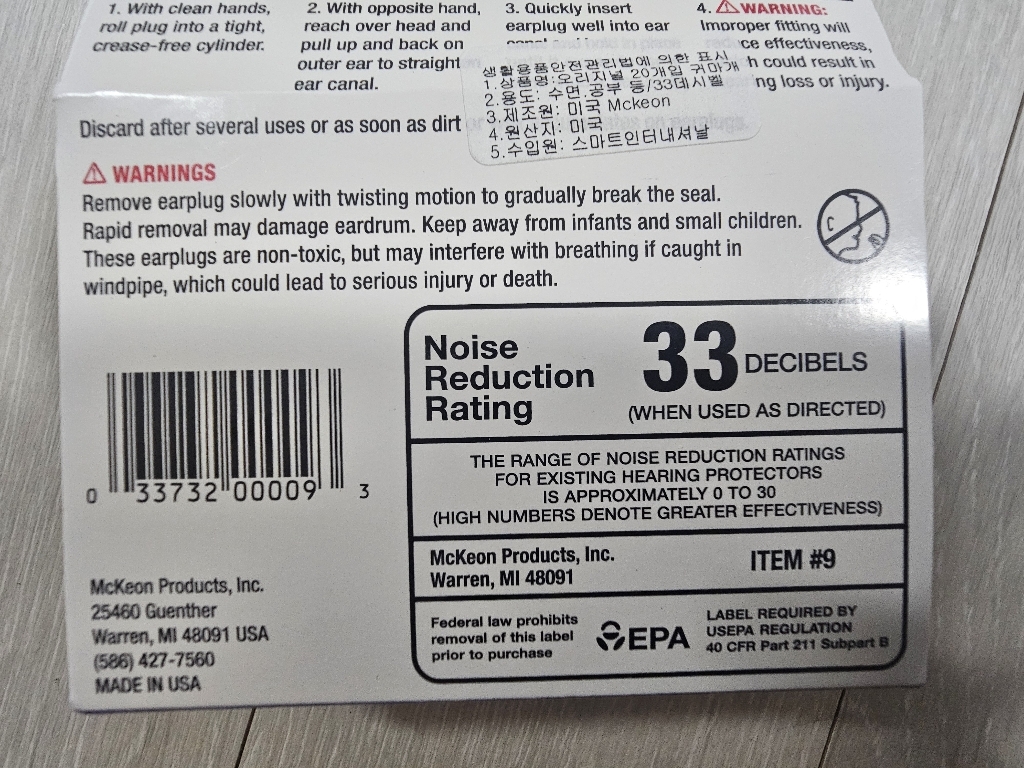 1. With clean hands,
roll plug into a tight,
crease-free cylinder.
2. With opposite hand,
reach over head and
pull up and back on
outer ear to straight
ear canal.
3. Quickly insert
earplug well into ear
4. WARNING:
Improper fitting will
ce effectiveness,
h could result in
ng loss or injury.
생활용품안전관리법에 의한 표시
1.상품명:오리지널 20개입 귀마개
2.용도: 수면,공부 등/33데시벨
3.제조원: 미국 Mckeon
4.원산지: 미국
5.수입원: 스마트인터내셔날
Discard after several uses or as soon as dirt
WARNINGS
Remove earplug slowly with twisting motion to gradually break the seal.
Rapid removal may damage eardrum. Keep away from infants and small children.
These earplugs are non-toxic, but may interfere with breathing if caught in
windpipe, which could lead to serious injury or death.
0 33732 00009 3
McKeon Products, Inc.
25460 Guenther
Warren, MI 48091 USA
(586) 427-7560
MADE IN USA
Noise
Reduction
Rating
33 DECIBELS
(WHEN USED AS DIRECTED)
THE RANGE OF NOISE REDUCTION RATINGS
FOR EXISTING HEARING PROTECTORS
IS APPROXIMATELY 0 TO 30
(HIGH NUMBERS DENOTE GREATER EFFECTIVENESS)
McKeon Products, Inc.
Warren, MI 48091
ITEM #9
Federal law prohibits
removal of this label
prior to purchase
EPA
LABEL REQUIRED BY
USEPA REGULATION
40 CFR Part 211 Subpart B